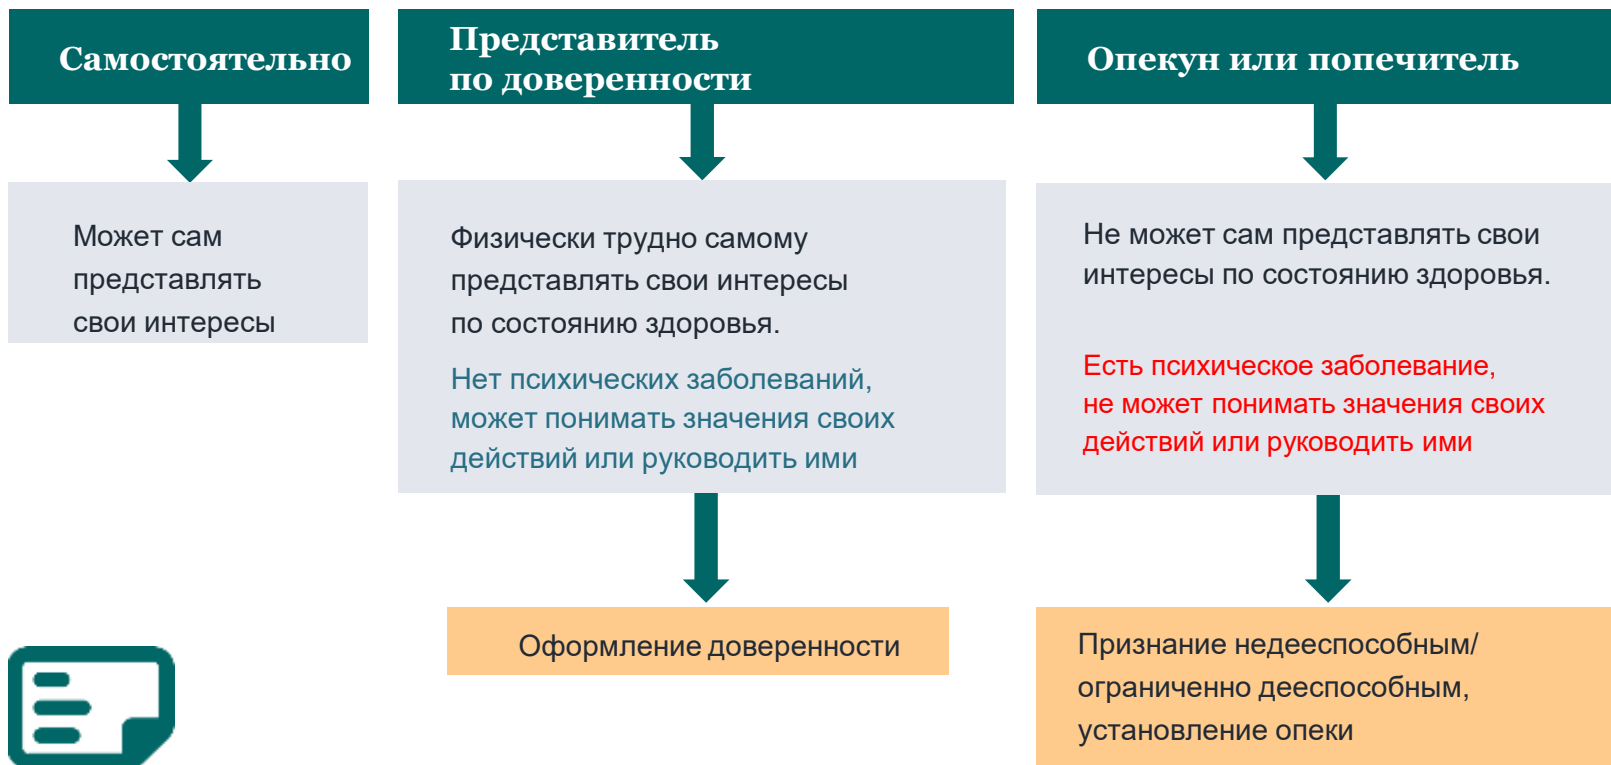 Самостоятельно
Может сам
представлять
свои интересы
Представитель
по доверенности
Физически трудно самому
представлять свои интересы
по состоянию здоровья.
Нет психических заболеваний,
может понимать значения своих
действий или руководить ими
Оформление доверенности
Опекун или попечитель
Не может сам представлять свои
интересы по состоянию здоровья.
Есть психическое заболевание,
не может понимать значения своих
действий или руководить ими
Признание недееспособным/
ограниченно дееспособным,
установление опеки